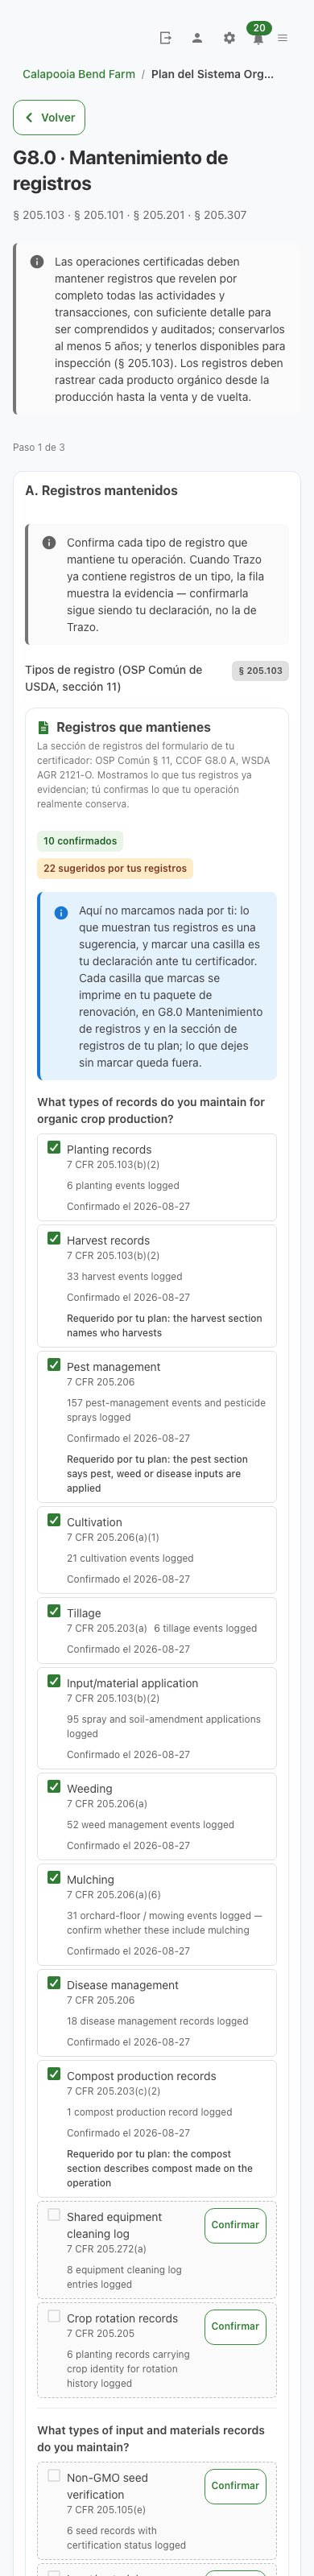 20
Calapooia Bend Farm / Plan del Sistema Org...
Volver
G8.0 · Mantenimiento de
registros
§ 205.103 · § 205.101 · § 205.201 · § 205.307
Las operaciones certificadas deben
mantener registros que revelen por
completo todas las actividades y
transacciones, con suficiente detalle para
ser comprendidos y auditados; conservarlos
al menos 5 años; y tenerlos disponibles para
inspección (§ 205.103). Los registros deben
rastrear cada producto orgánico desde la
producción hasta la venta y de vuelta.
Paso 1 de 3
A. Registros mantenidos
Confirma cada tipo de registro que
mantiene tu operación. Cuando Trazo
ya contiene registros de un tipo, la fila
muestra la evidencia — confirmarla
sigue siendo tu declaración, no la de
Trazo.
Tipos de registro (OSP Común de
USDA, sección 11)
§ 205.103
Registros que mantienes
La sección de registros del formulario de tu
certificador: OSP Común § 11, CCOF G8.0 A, WSDA
AGR 2121-O. Mostramos lo que tus registros ya
evidencian; tú confirmas lo que tu operación
realmente conserva.
10 confirmados
22 sugeridos por tus registros
Aquí no marcamos nada por ti: lo
que muestran tus registros es una
sugerencia, y marcar una casilla es
tu declaración ante tu certificador.
Cada casilla que marcas se
imprime en tu paquete de
renovación, en G8.0 Mantenimiento
de registros y en la sección de
registros de tu plan; lo que dejes
sin marcar queda fuera.
What types of records do you maintain for
organic crop production?
Planting records
7 CFR 205.103(b)(2)
6 planting events logged
Confirmado el 2026-08-27
Harvest records
7 CFR 205.103(b)(2)
33 harvest events logged
Confirmado el 2026-08-27
Requerido por tu plan: the harvest section
names who harvests
Pest management
7 CFR 205.206
157 pest-management events and pesticide
sprays logged
Confirmado el 2026-08-27
Requerido por tu plan: the pest section
says pest, weed or disease inputs are
applied
Cultivation
7 CFR 205.206(a)(1)
21 cultivation events logged
Confirmado el 2026-08-27
Tillage
7 CFR 205.203(a) 6 tillage events logged
Confirmado el 2026-08-27
Input/material application
7 CFR 205.103(b)(2)
95 spray and soil-amendment applications
logged
Confirmado el 2026-08-27
Weeding
7 CFR 205.206(a)
52 weed management events logged
Confirmado el 2026-08-27
Mulching
7 CFR 205.206(a)(6)
31 orchard-floor / mowing events logged —
confirm whether these include mulching
Confirmado el 2026-08-27
Disease management
7 CFR 205.206
18 disease management records logged
Confirmado el 2026-08-27
Compost production records
7 CFR 205.203(c)(2)
1 compost production record logged
Confirmado el 2026-08-27
Requerido por tu plan: the compost
section describes compost made on the
operation
Shared equipment
cleaning log
Confirmar
7 CFR 205.272(a)
8 equipment cleaning log
entries logged
Crop rotation records
Confirmar
7 CFR 205.205
6 planting records carrying
crop identity for rotation
history logged
What types of input and materials records
do you maintain?
Non-GMO seed
verification
Confirmar
7 CFR 205.105(e)
6 seed records with
certification status logged